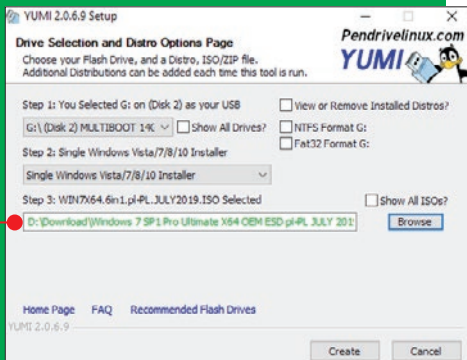 YUMI 2.0.6.9 Setup
Drive Selection and Distro Options Page
Choose your Flash Drive, and a Distro, ISO/ZIP file.
Additional Distributions can be added each time this tool is run.
Pendrivelinux.com
YUMI
Step 1: You Selected G: on (Disk 2) as your USB
View or Remove Installed Distros?
G:\ (Disk 2) MULTIBOOT 14
Show All Drives?
NTFS Format G:
Fat32 Format G:
Step 2: Single Windows Vista/7/8/10 Installer
Single Windows Vista/7/8/10 Installer
Step 3: WIN7X64.6in1.pl-PL.JULY2019.ISO Selected
Show All ISOs?
D:\Download\Windows 7 SP1 Pro Ultimate X64 OEM ESD pl-PL JULY 201
Browse
Home Page FAQ Recommended Flash Drives
YUMI 2.0.6.9
Create Cancel